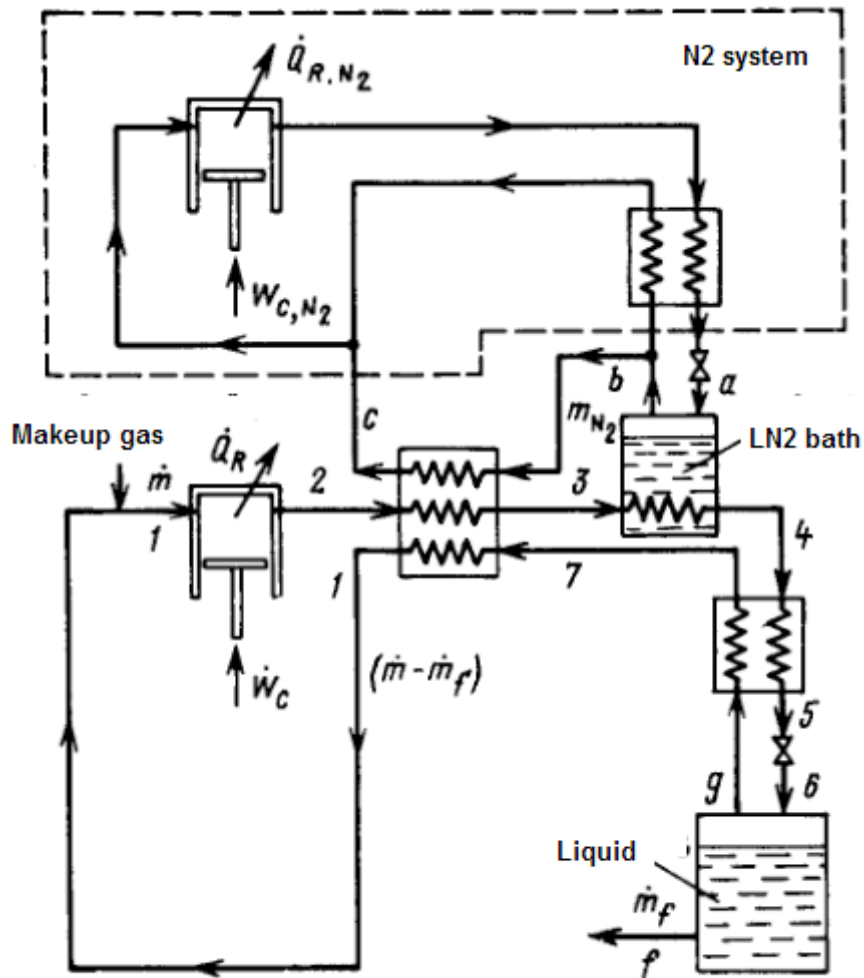 Q̇R.N2
N2 system
Wc,N2
b
a
ṁN2
c
LN2 bath
Makeup gas
ṁ
Q̇R
2
3
1
4
1
7
(ṁ - ṁf)
Ẇc
5
g
6
Liquid
ṁf
f